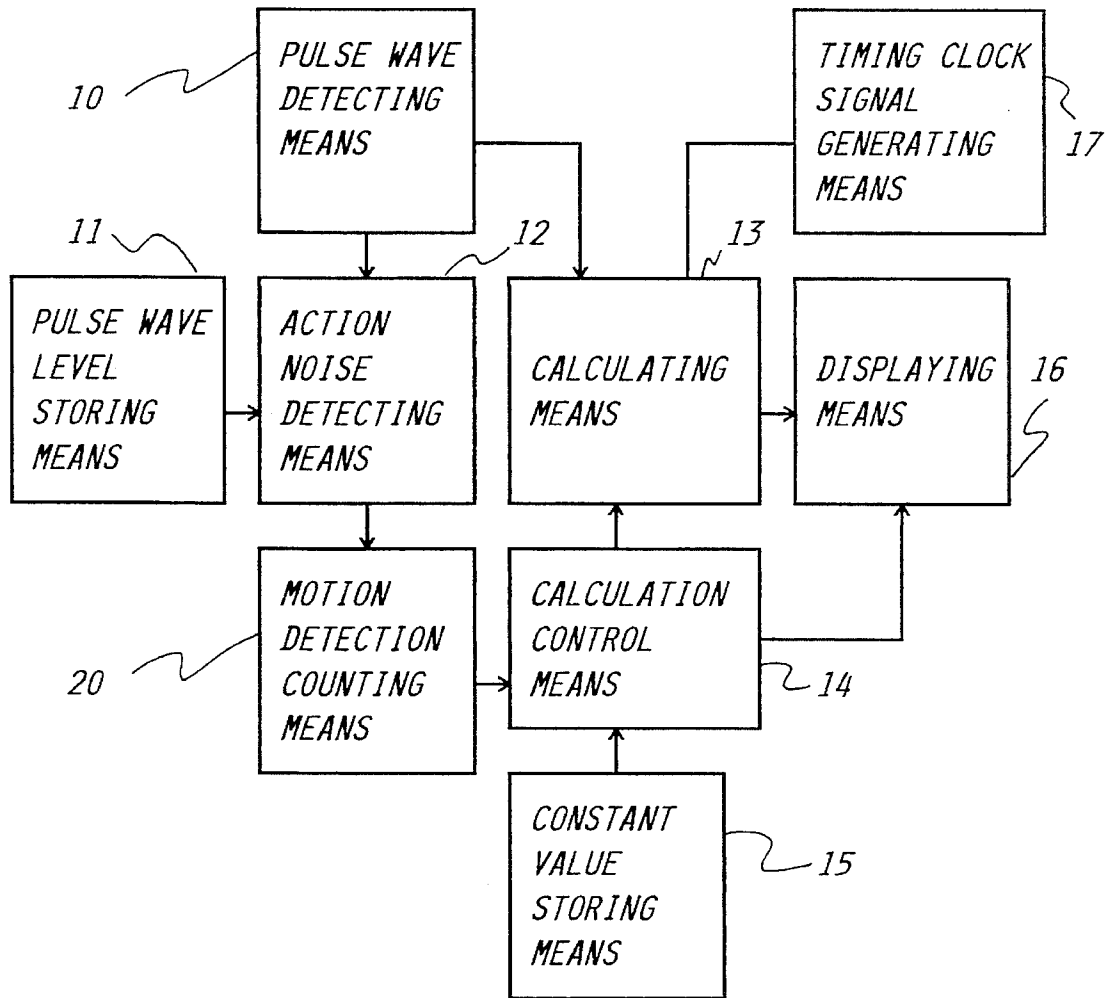 10
PULSE WAVE
DETECTING
MEANS
TIMING CLOCK
SIGNAL
GENERATING
MEANS
17
11
PULSE WAVE
LEVEL
STORING
MEANS
12
ACTION
NOISE
DETECTING
MEANS
13
CALCULATING
MEANS
DISPLAYING
MEANS
16
20
MOTION
DETECTION
COUNTING
MEANS
CALCULATION
CONTROL
MEANS
14
CONSTANT
VALUE
STORING
MEANS
15